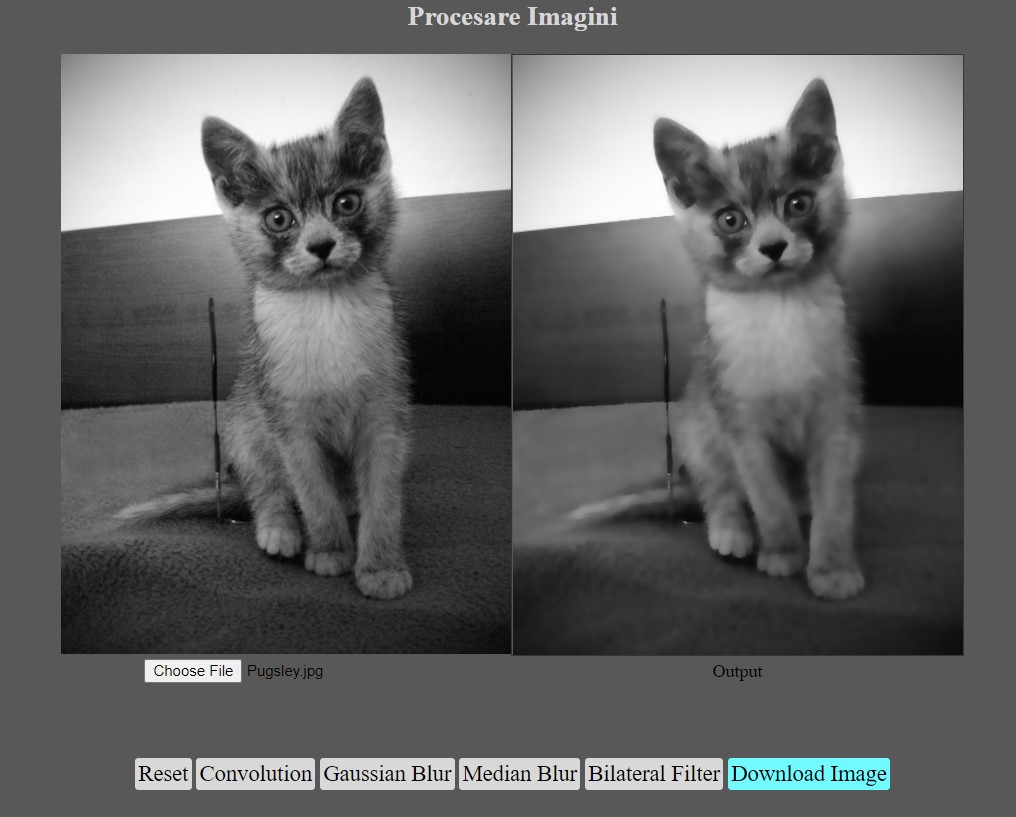 Procesare Imagini
Choose File Pugsley.jpg
Output
Reset Convolution Gaussian Blur Median Blur Bilateral Filter Download Image